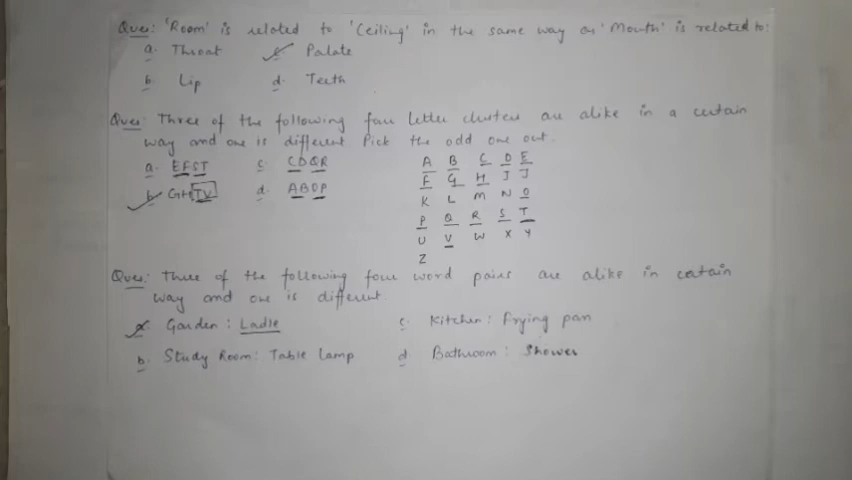 Ques: 'Room' is related to 'Ceiling' in the same way as 'Mouth' is related to:
a. Throat c. Palate
b. Lip d. Teeth
Ques: Three of the following four letter clusters are alike in a certain
way and one is different Pick the odd one out.
a. EFST c. CDQR
b. GHTV d. ABOP
A B C D E
F G H I J
K L M N O
P Q R S T
U V W X Y
Z
Ques: Three of the following four word pairs are alike in certain
way and one is different.
a. Garden : Ladle c. Kitchen : Frying pan
b. Study Room : Table Lamp d. Bathroom : Shower